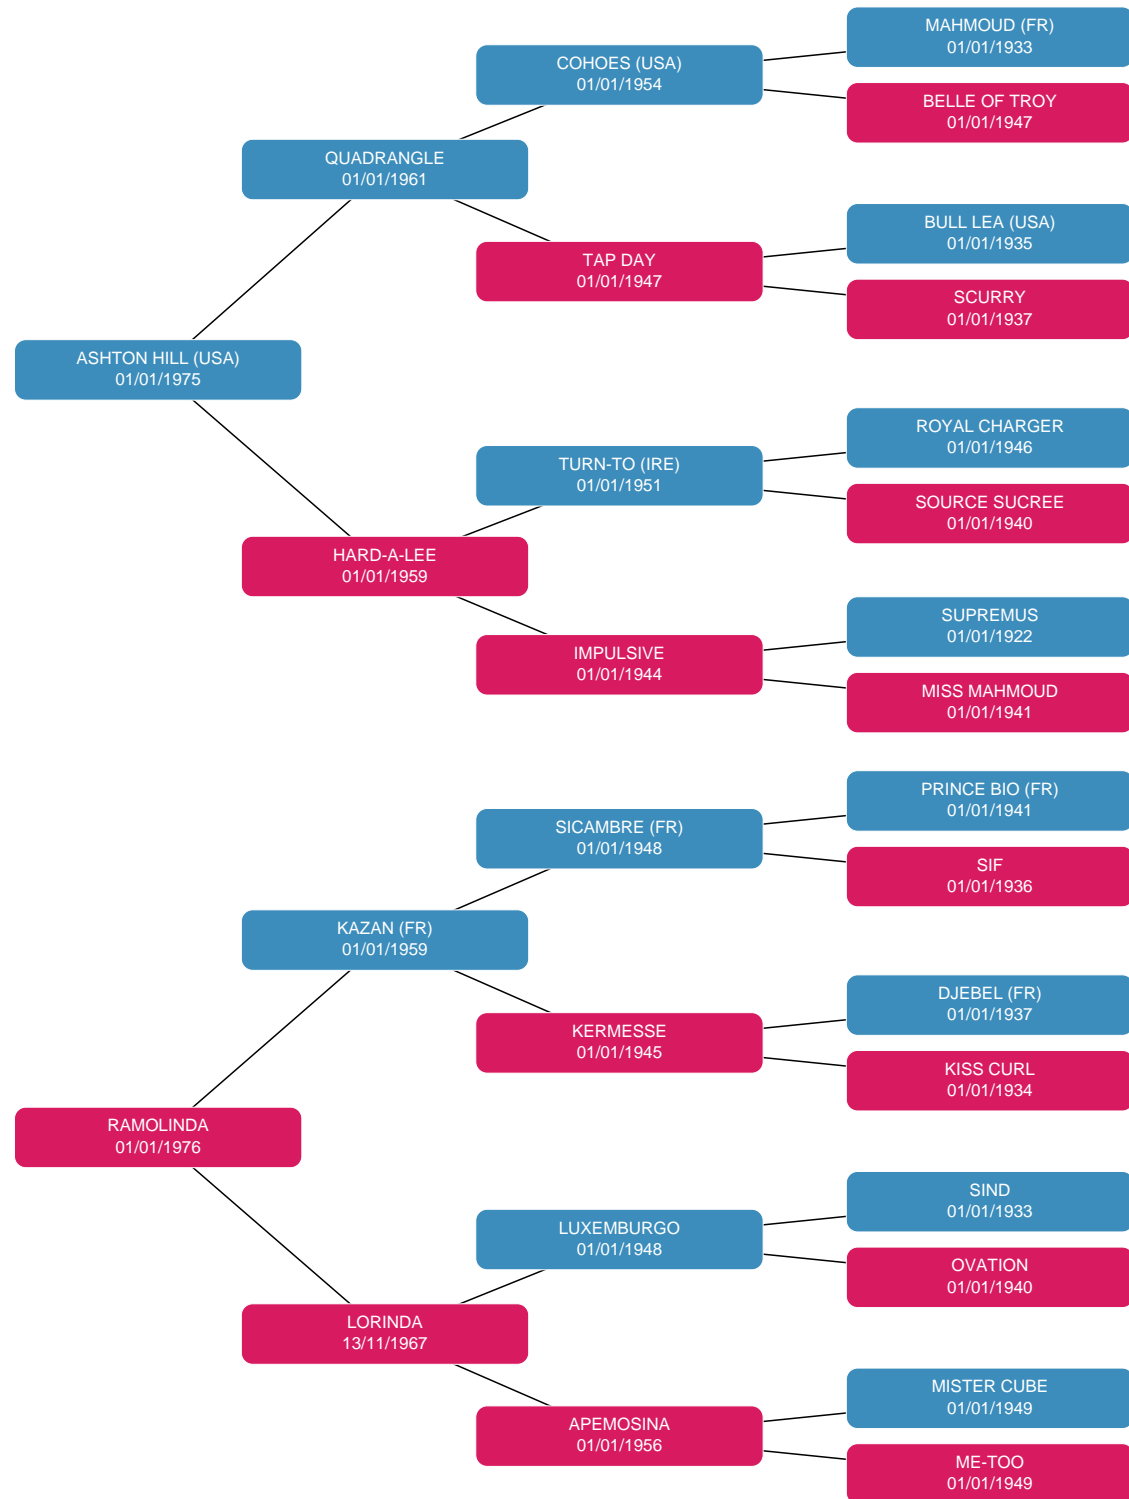 MAHMOUD (FR)
01/01/1933
COHOES (USA)
01/01/1954
BELLE OF TROY
01/01/1947
QUADRANGLE
01/01/1961
BULL LEA (USA)
01/01/1935
TAP DAY
01/01/1947
SCURRY
01/01/1937
ASHTON HILL (USA)
01/01/1975
ROYAL CHARGER
01/01/1946
TURN-TO (IRE)
01/01/1951
SOURCE SUCREE
01/01/1940
HARD-A-LEE
01/01/1959
SUPREMUS
01/01/1922
IMPULSIVE
01/01/1944
MISS MAHMOUD
01/01/1941
PRINCE BIO (FR)
01/01/1941
SICAMBRE (FR)
01/01/1948
SIF
01/01/1936
KAZAN (FR)
01/01/1959
DJEBEL (FR)
01/01/1937
KERMESSE
01/01/1945
KISS CURL
01/01/1934
RAMOLINDA
01/01/1976
SIND
01/01/1933
LUXEMBURGO
01/01/1948
OVATION
01/01/1940
LORINDA
13/11/1967
MISTER CUBE
01/01/1949
APEMOSINA
01/01/1956
ME-TOO
01/01/1949